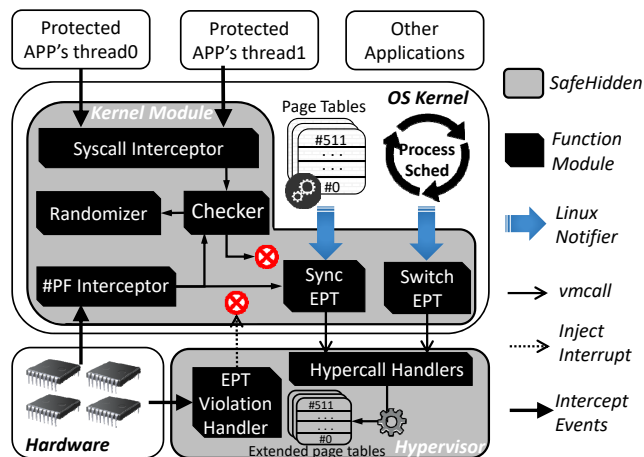 Protected
APP's thread0
Protected
APP's thread1
Other
Applications
Kernel Module
Page Tables
OS Kernel
SafeHidden
Syscall Interceptor
#511
. . .
. . .
#0
Process
Sched
Function
Module
Randomizer
Checker
Linux
Notifier
#PF Interceptor
Sync
EPT
Switch
EPT
vmcall
Inject
Interrupt
Hardware
EPT
Violation
Handler
Hypercall Handlers
#511
. . .
. . .
#0
Extended page tables
Hypervisor
Intercept
Events